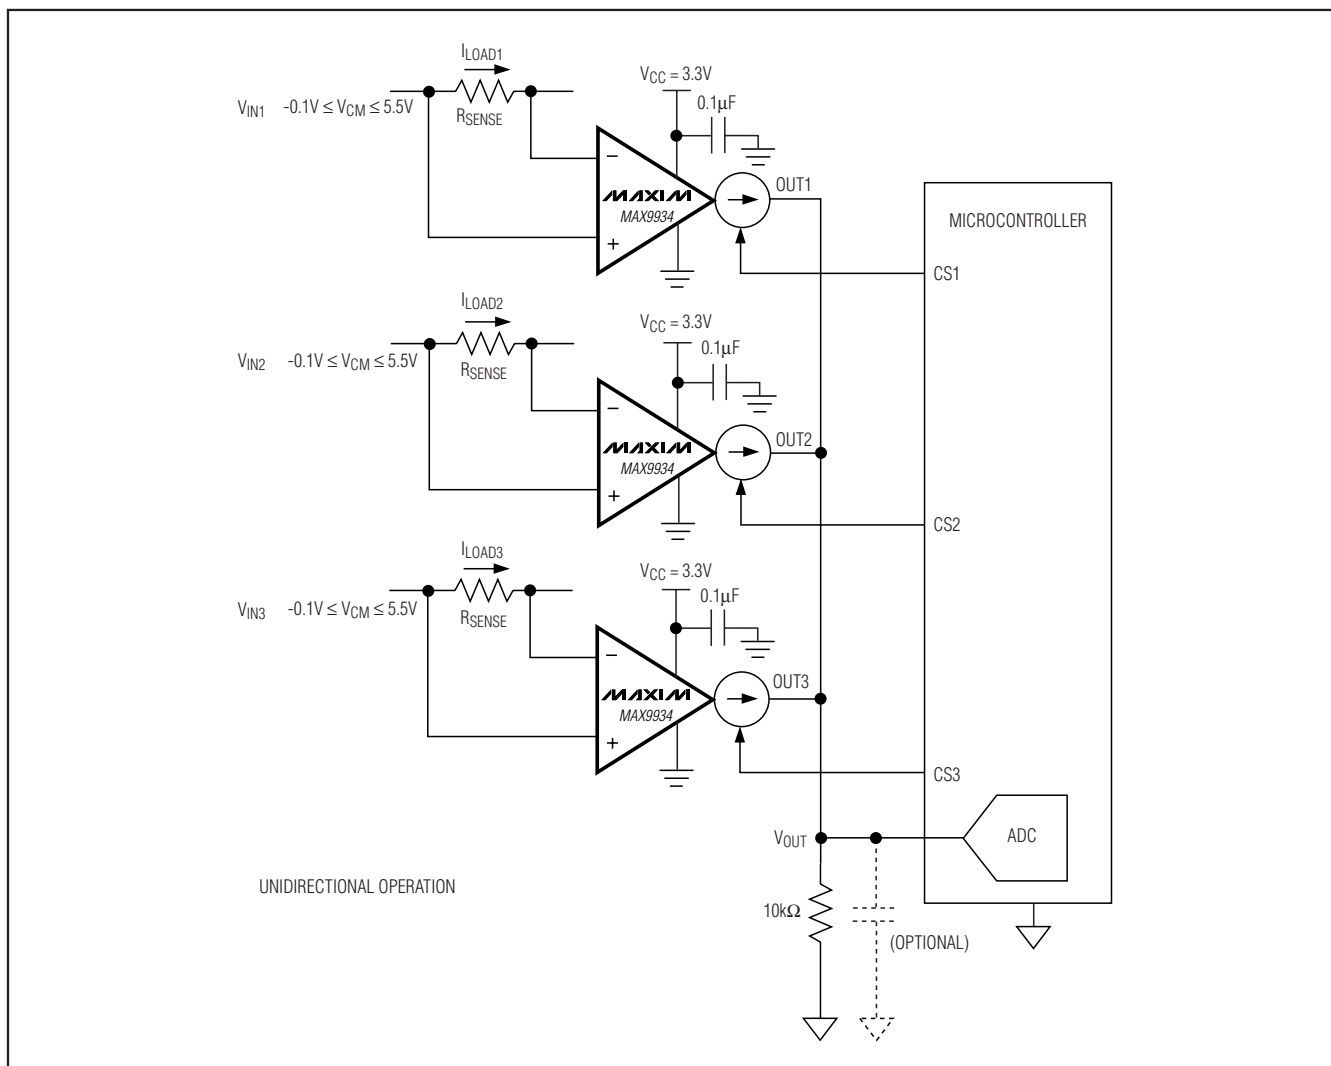 I_LOAD1
V_CC = 3.3V
0.1µF
V_IN1 -0.1V ≤ V_CM ≤ 5.5V
R_SENSE
−
MAXIM
MAX9934
+
OUT1
MICROCONTROLLER
CS1
I_LOAD2
V_CC = 3.3V
0.1µF
V_IN2 -0.1V ≤ V_CM ≤ 5.5V
R_SENSE
−
MAXIM
MAX9934
+
OUT2
CS2
I_LOAD3
V_CC = 3.3V
0.1µF
V_IN3 -0.1V ≤ V_CM ≤ 5.5V
R_SENSE
−
MAXIM
MAX9934
+
OUT3
CS3
V_OUT
ADC
UNIDIRECTIONAL OPERATION
10kΩ
(OPTIONAL)